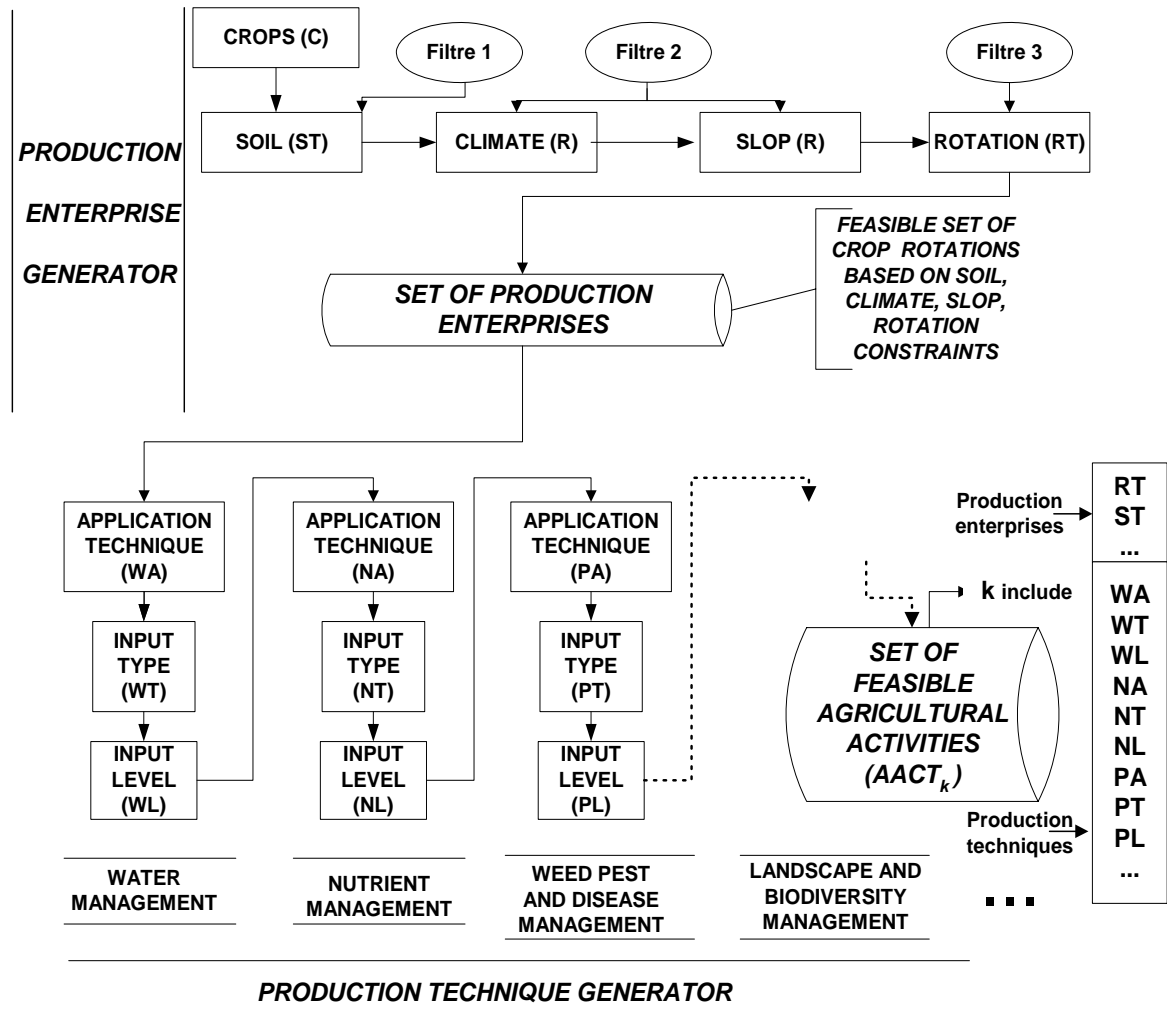 CROPS (C)
Filtre 1
Filtre 2
Filtre 3
SOIL (ST)
CLIMATE (R)
SLOP (R)
ROTATION (RT)
PRODUCTION
ENTERPRISE
GENERATOR
SET OF PRODUCTION
ENTERPRISES
FEASIBLE SET OF
CROP ROTATIONS
BASED ON SOIL,
CLIMATE, SLOP,
ROTATION
CONSTRAINTS
APPLICATION
TECHNIQUE
(WA)
INPUT
TYPE
(WT)
INPUT
LEVEL
(WL)
WATER
MANAGEMENT
APPLICATION
TECHNIQUE
(NA)
INPUT
TYPE
(NT)
INPUT
LEVEL
(NL)
NUTRIENT
MANAGEMENT
APPLICATION
TECHNIQUE
(PA)
INPUT
TYPE
(PT)
INPUT
LEVEL
(PL)
WEED PEST
AND DISEASE
MANAGEMENT
LANDSCAPE AND
BIODIVERSITY
MANAGEMENT
...
SET OF
FEASIBLE
AGRICULTURAL
ACTIVITIES
(AACTk)
k include
Production
enterprises
Production
techniques
RT
ST
...
WA
WT
WL
NA
NT
NL
PA
PT
PL
...
PRODUCTION TECHNIQUE GENERATOR